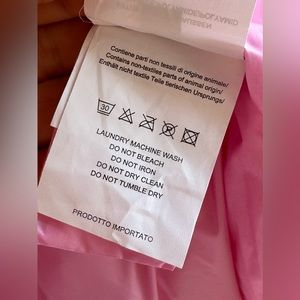 Contiene parti non tessili di origine animale/
Contains non-textiles parts of animal origin/
Enthält nicht textile Teile tierischen Ursprungs/
30
LAUNDRY MACHINE WASH
DO NOT BLEACH
DO NOT IRON
DO NOT DRY CLEAN
DO NOT TUMBLE DRY
PRODOTTO IMPORTATO